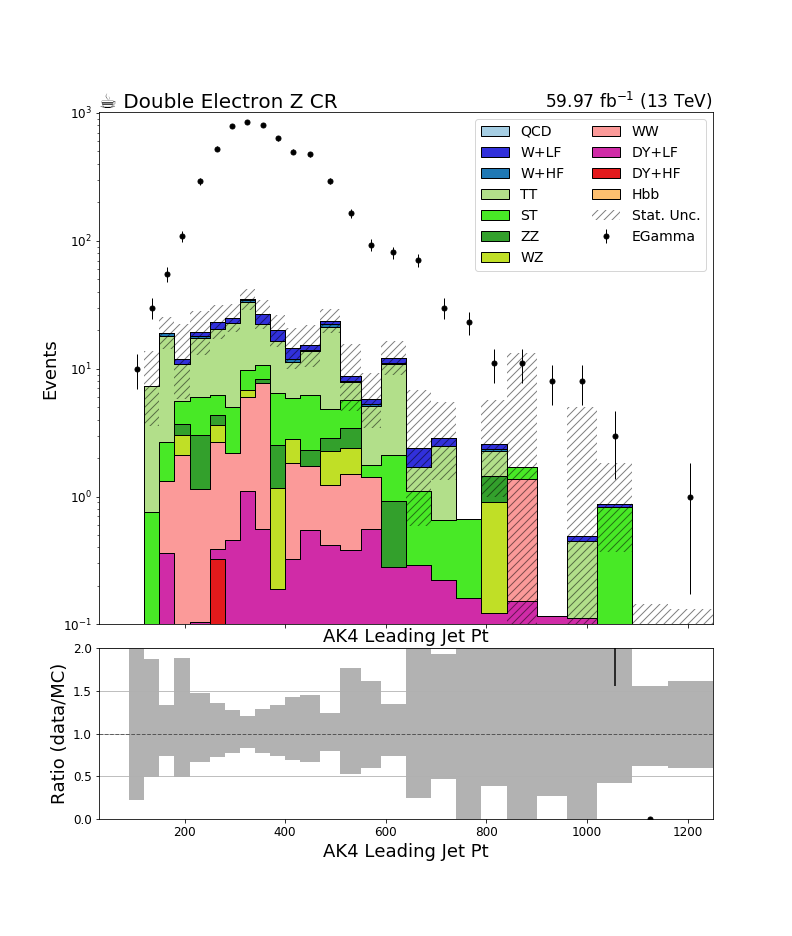 ☕ Double Electron Z CR 59.97 fb⁻¹ (13 TeV)
10³
10²
10¹
10⁰
10⁻¹
Events
QCD
W+LF
W+HF
TT
ST
ZZ
WZ
WW
DY+LF
DY+HF
Hbb
Stat. Unc.
EGamma
AK4 Leading Jet Pt
2.0
1.5
1.0
0.5
0.0
Ratio (data/MC)
200 400 600 800 1000 1200
AK4 Leading Jet Pt